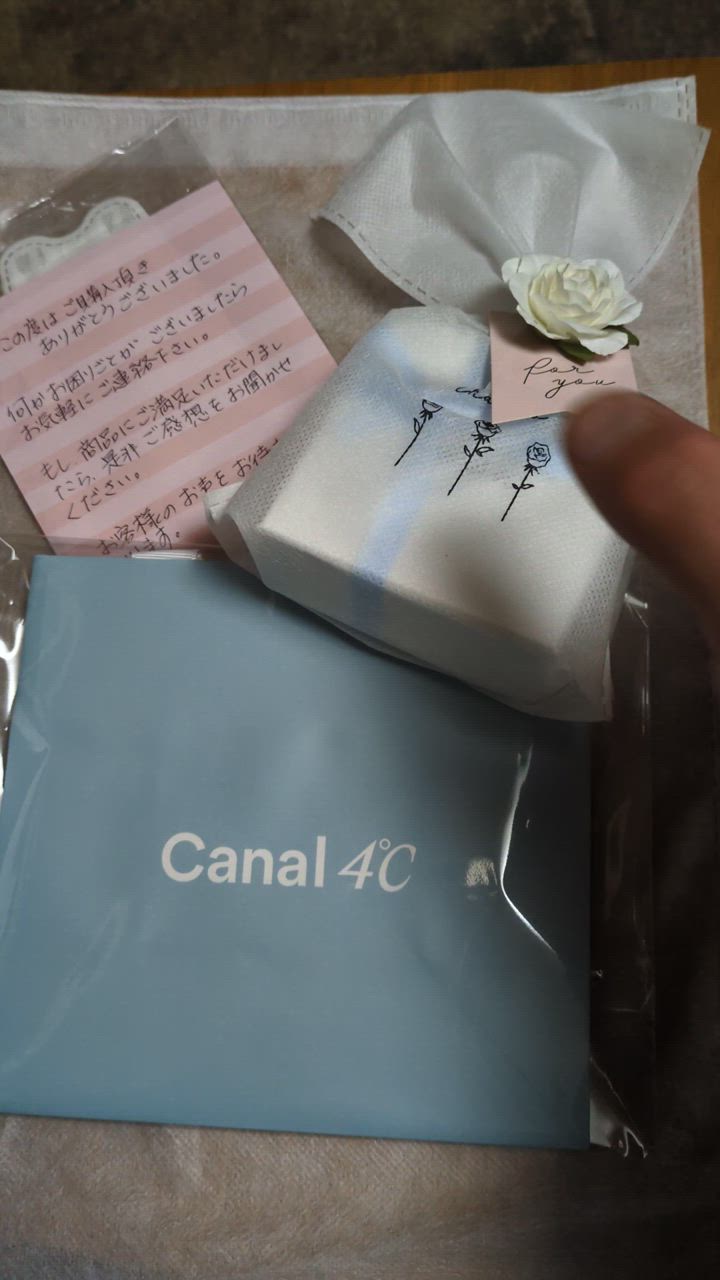 この度はご購入頂き
ありがとうございました。
何かお困りごとがございましたら
お気軽にご連絡下さい。
もし、商品にご満足いただけまし
たら、是非ご感想をお聞かせ
ください。
お客様のお声をお待
います。
for
you
Canal 4℃